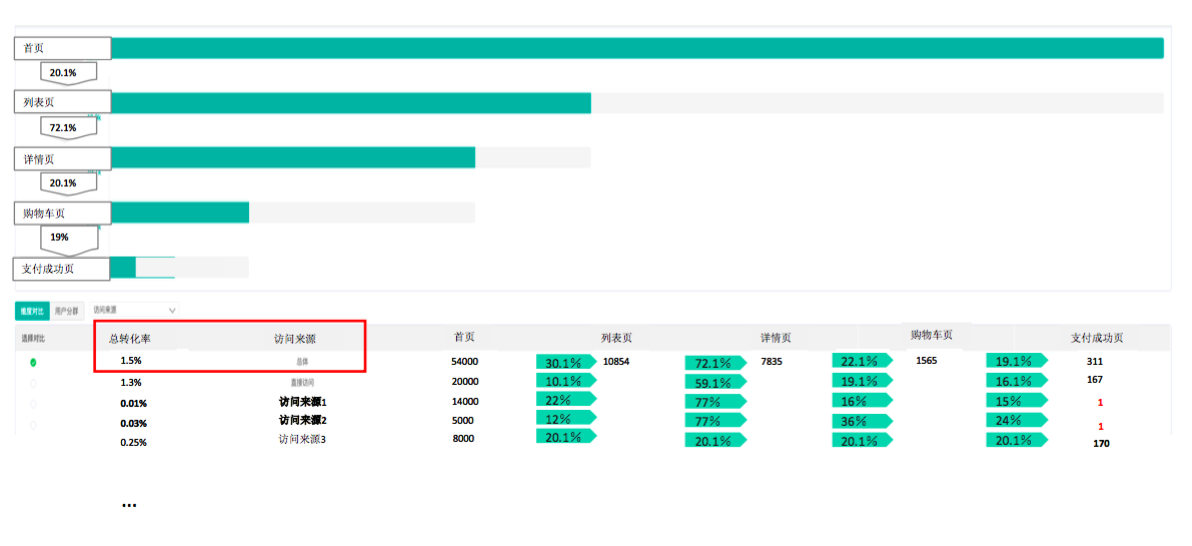 首页
20.1%
列表页
72.1%
详情页
20.1%
购物车页
19%
支付成功页
维度对比 用户分群 访问来源
选择对比 总转化率 访问来源 首页 列表页 详情页 购物车页 支付成功页
1.5% 总体 54000 30.1% 10854 72.1% 7835 22.1% 1565 19.1% 311
1.3% 直接访问 20000 10.1% 59.1% 19.1% 16.1% 167
0.01% 访问来源1 14000 22% 77% 16% 15% 1
0.03% 访问来源2 5000 12% 77% 36% 24% 1
0.25% 访问来源3 8000 20.1% 20.1% 20.1% 20.1% 170
...